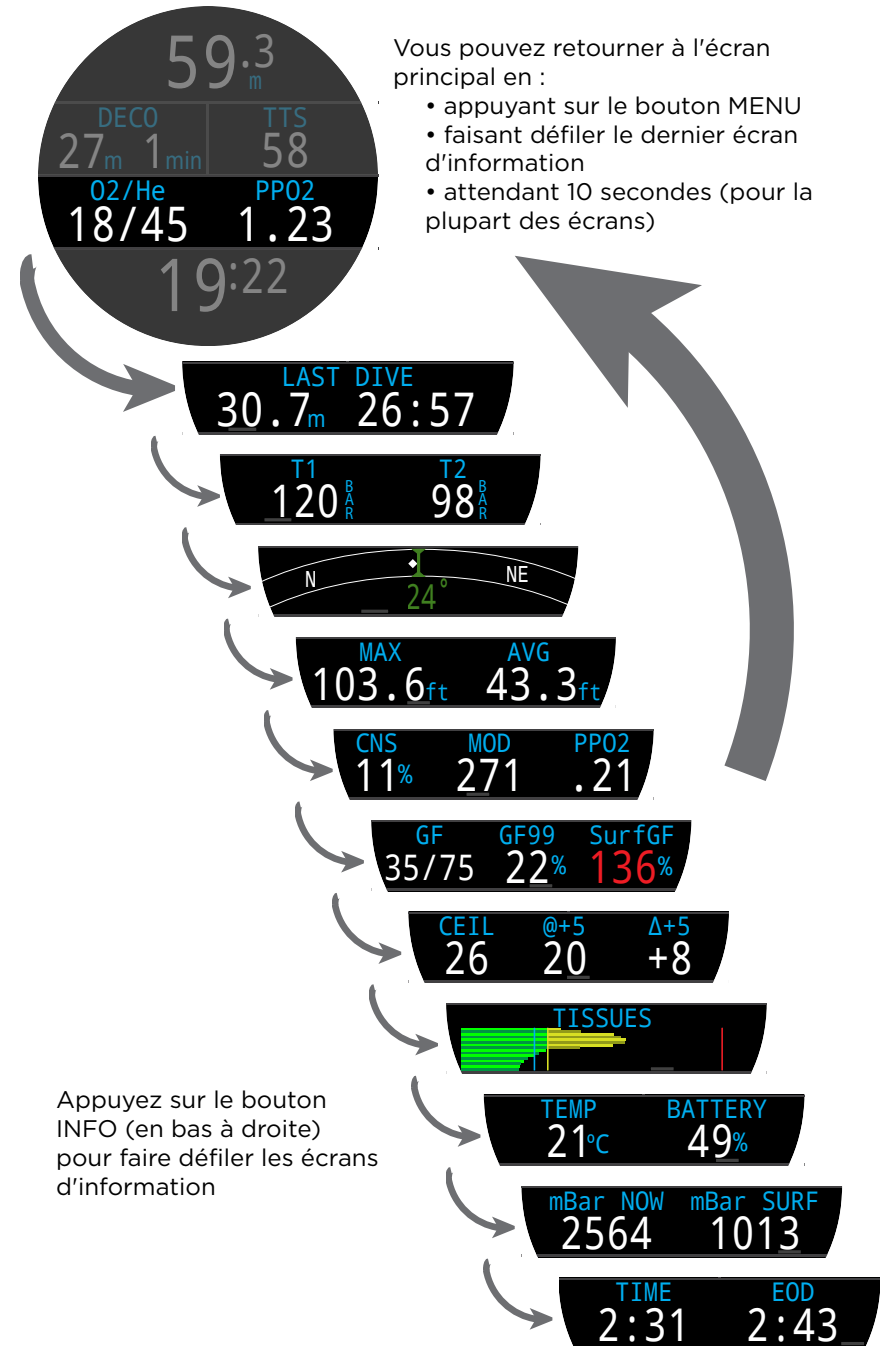 59.3
m
DECO TTS
27m 1min 58
O2/He PPO2
18/45 1.23
19:22
Vous pouvez retourner à l'écran
principal en :
• appuyant sur le bouton MENU
• faisant défiler le dernier écran
d'information
• attendant 10 secondes (pour la
plupart des écrans)
LAST DIVE
30.7m 26:57
T1 T2
120 BAR 98 BAR
N NE
24°
MAX AVG
103.6ft 43.3ft
CNS MOD PPO2
11% 271 .21
GF GF99 SurfGF
35/75 22% 136%
CEIL @+5 Δ+5
26 20 +8
TISSUES
Appuyez sur le bouton
INFO (en bas à droite)
pour faire défiler les écrans
d'information
TEMP BATTERY
21ºC 49%
mBar NOW mBar SURF
2564 1013
TIME EOD
2:31 2:43